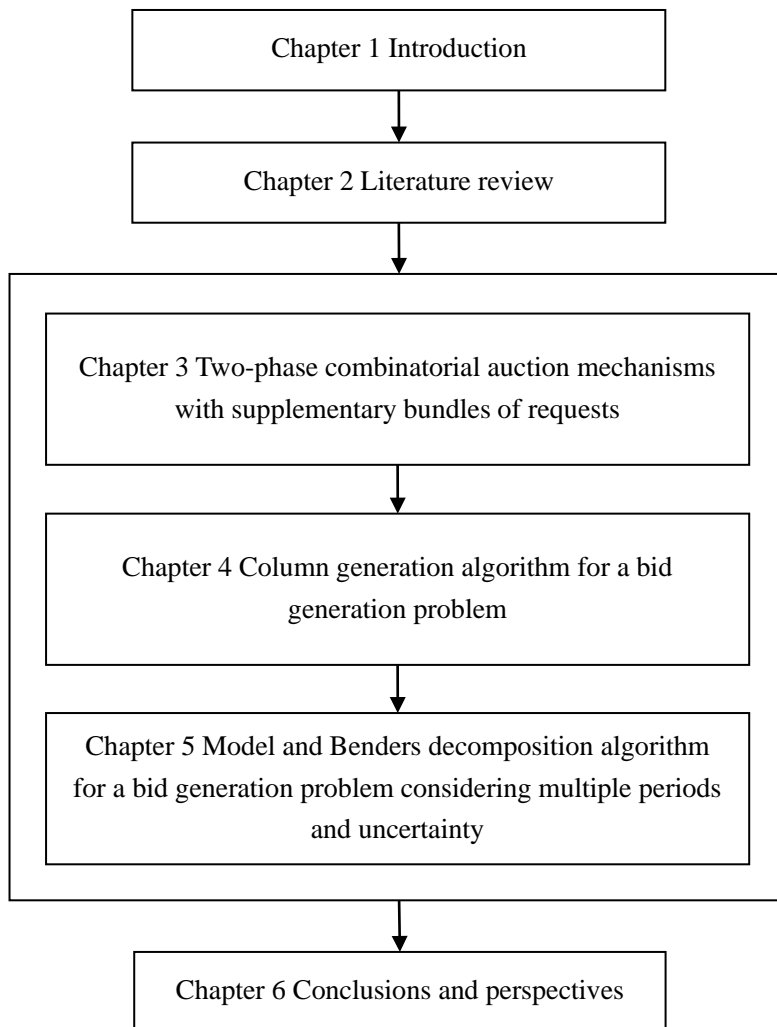 Chapter 1 Introduction
Chapter 2 Literature review
Chapter 3 Two-phase combinatorial auction mechanisms
with supplementary bundles of requests
Chapter 4 Column generation algorithm for a bid
generation problem
Chapter 5 Model and Benders decomposition algorithm
for a bid generation problem considering multiple periods
and uncertainty
Chapter 6 Conclusions and perspectives